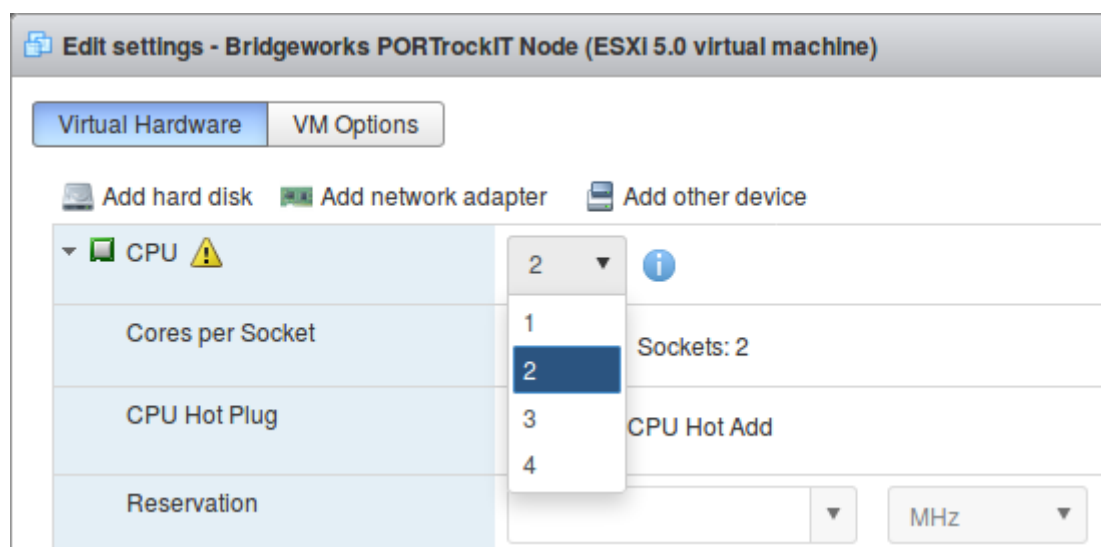 Edit settings - Bridgeworks PORTrockIT Node (ESXi 5.0 virtual machine)
Virtual Hardware VM Options
Add hard disk Add network adapter Add other device
CPU 2
1
Cores per Socket Sockets: 2
2
CPU Hot Plug 3 CPU Hot Add
4
Reservation MHz